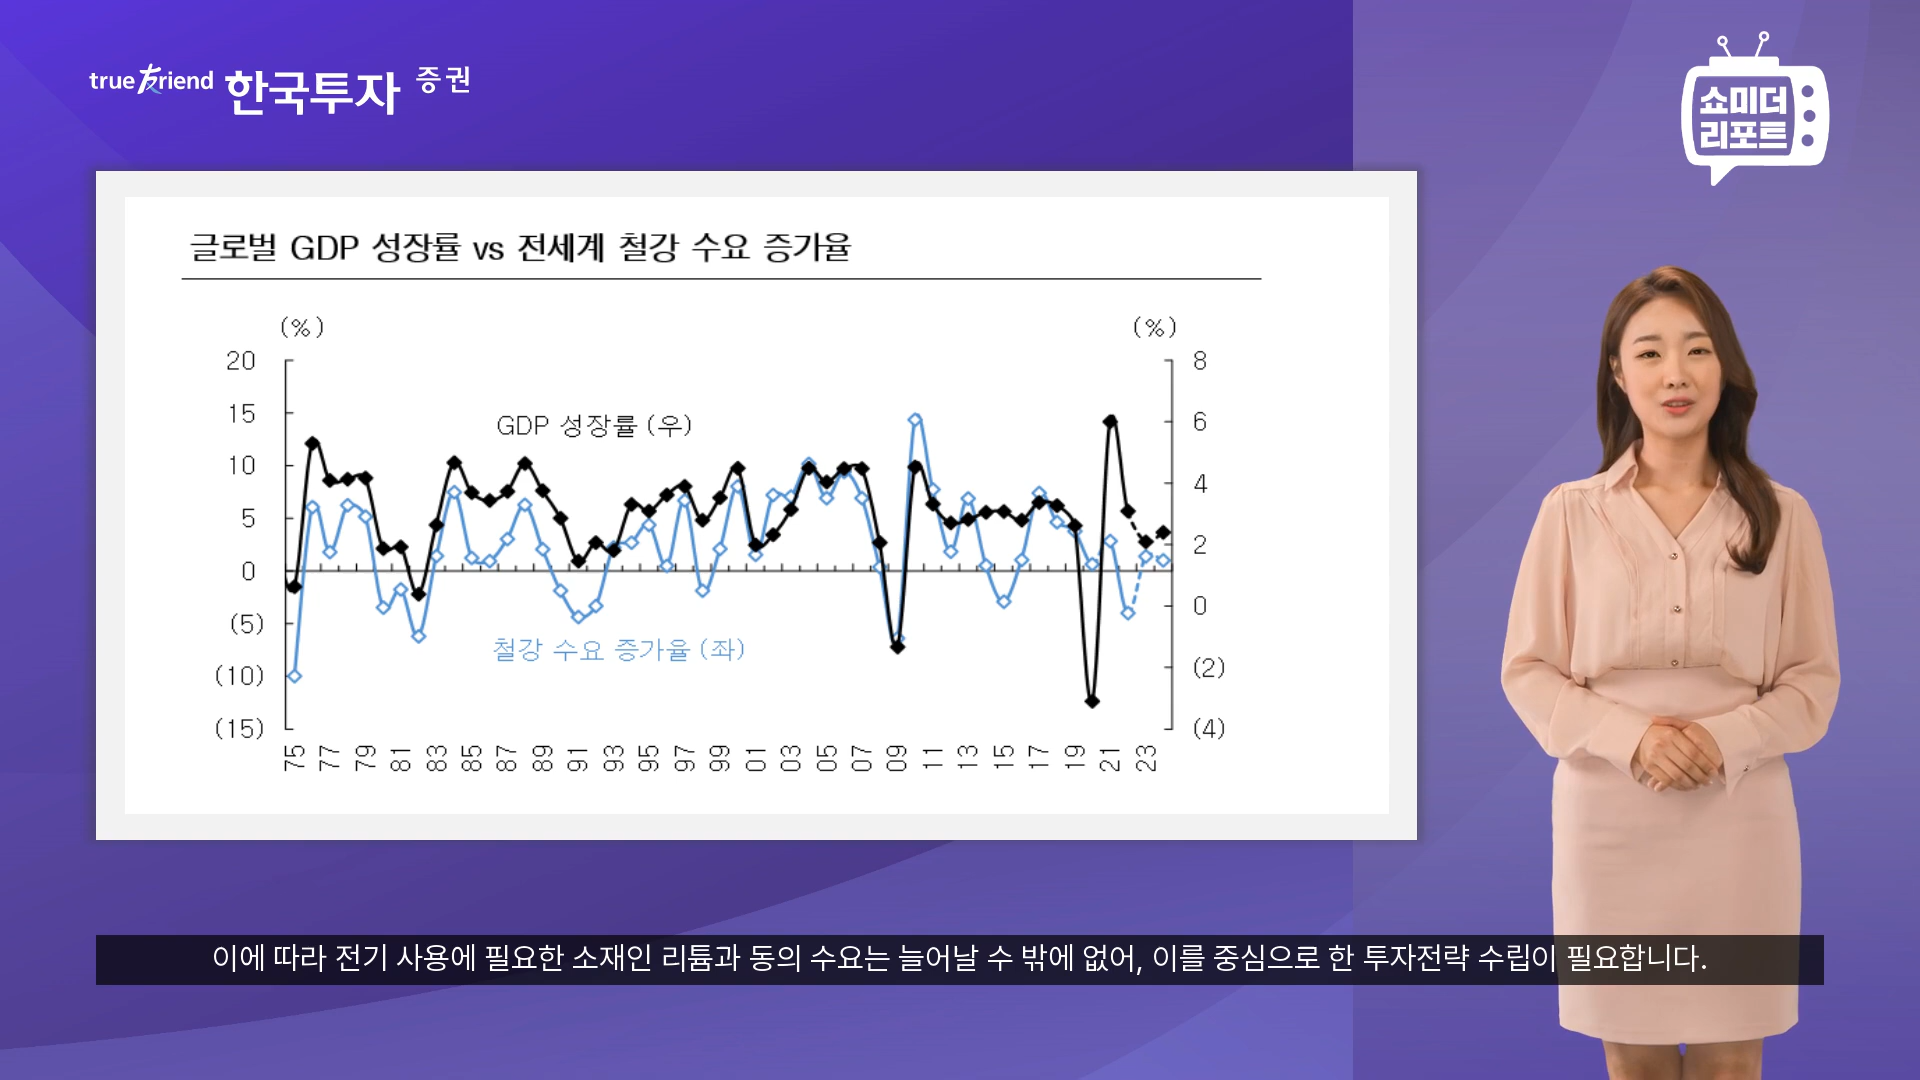 true friend 한국투자 증권
쇼미더
리포트
글로벌 GDP 성장률 vs 전세계 철강 수요 증가율
(%)
(%)
20
15
10
5
0
(5)
(10)
(15)
8
6
4
2
0
(2)
(4)
GDP 성장률 (우)
철강 수요 증가율 (좌)
75 77 79 81 83 85 87 89 91 93 95 97 99 01 03 05 07 09 11 13 15 17 19 21 23
이에 따라 전기 사용에 필요한 소재인 리튬과 동의 수요는 늘어날 수 밖에 없어, 이를 중심으로 한 투자전략 수립이 필요합니다.